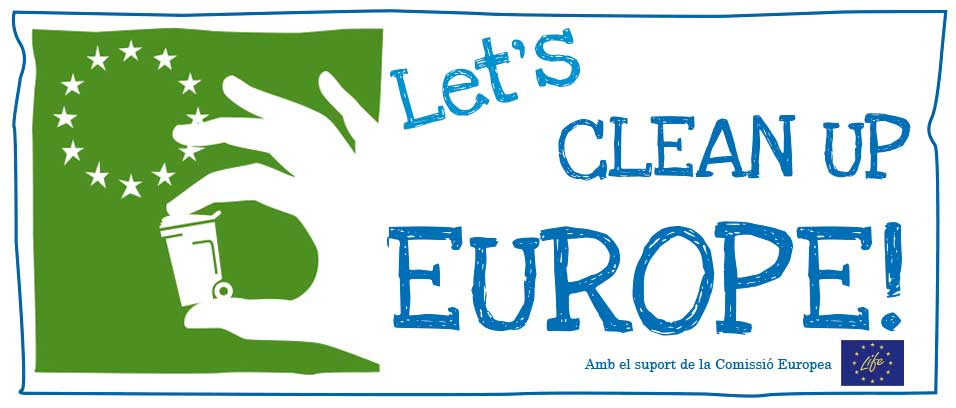 Let's
CLEAN UP
EUROPE!
Amb el suport de la Comissió Europea
Life